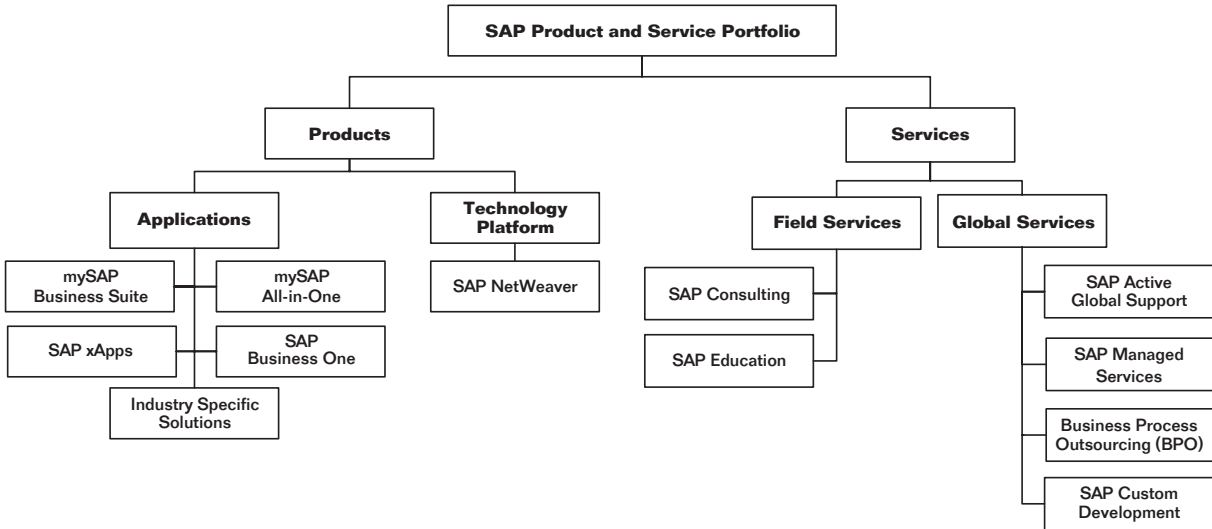 SAP Product and Service Portfolio
Products
Services
Applications
Technology
Platform
Field Services
Global Services
mySAP
Business Suite
mySAP
All-in-One
SAP NetWeaver
SAP Consulting
SAP Active
Global Support
SAP xApps
SAP
Business One
SAP Education
SAP Managed
Services
Industry Specific
Solutions
Business Process
Outsourcing (BPO)
SAP Custom
Development